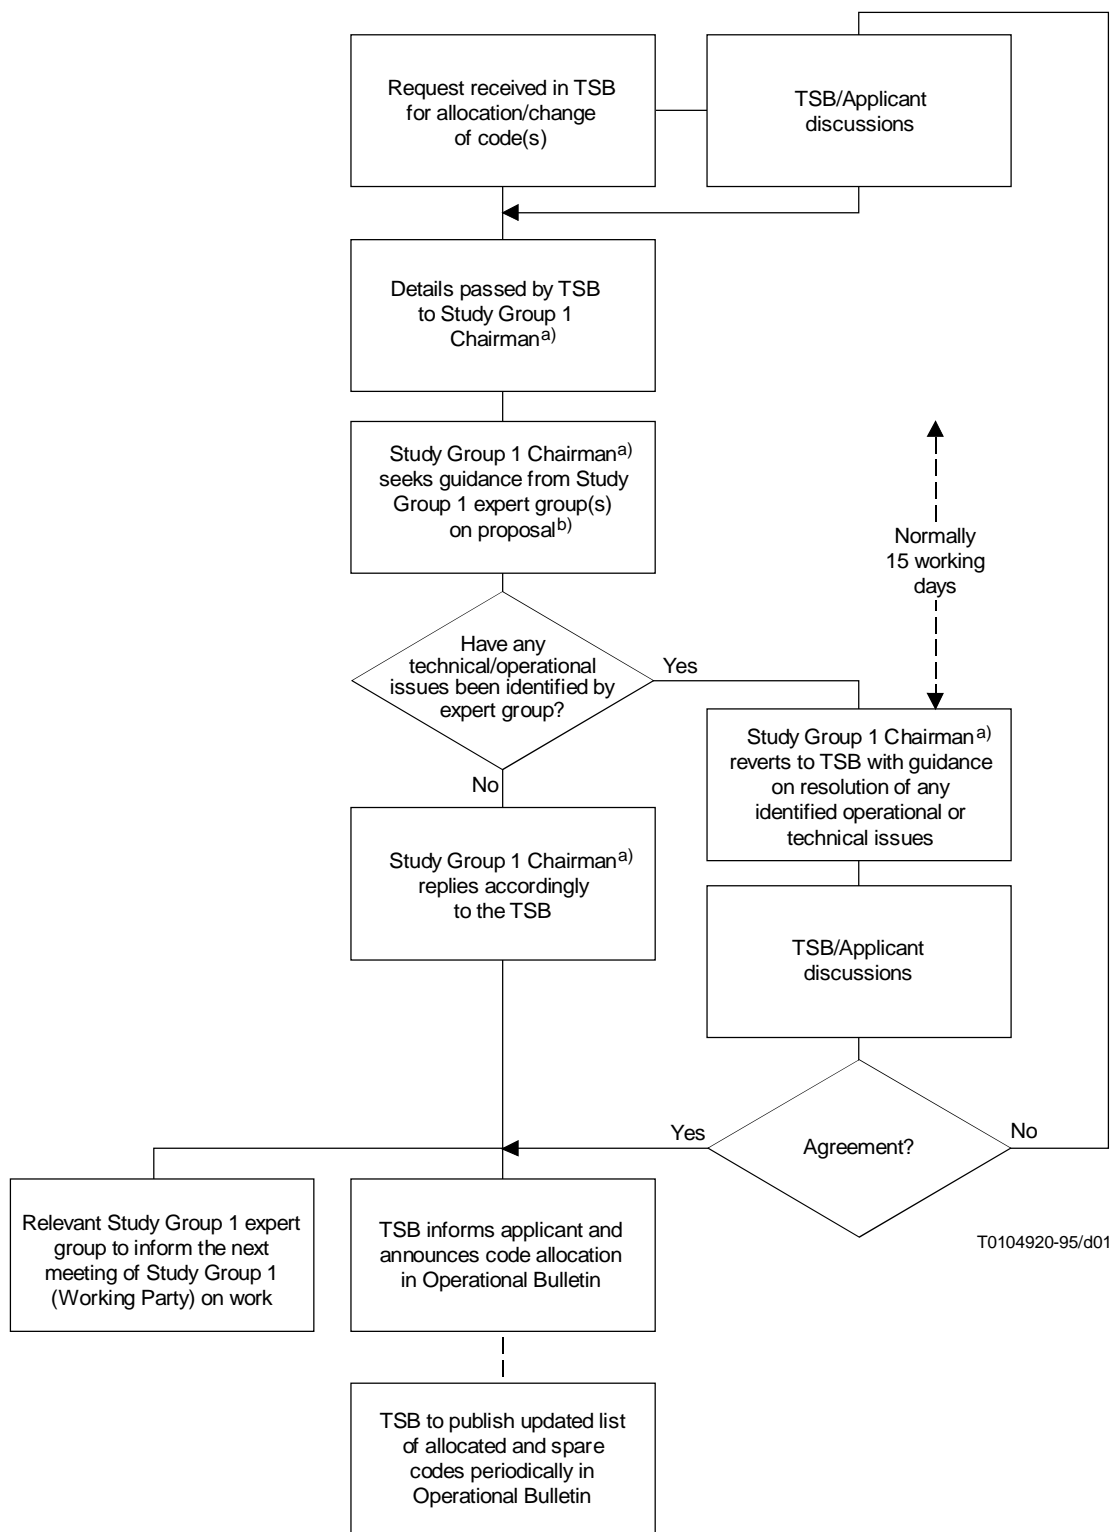 Request received in TSB
for allocation/change
of code(s)
TSB/Applicant
discussions
Details passed by TSB
to Study Group 1
Chairmana)
Study Group 1 Chairmana)
seeks guidance from Study
Group 1 expert group(s)
on proposalb)
Normally
15 working
days
Have any
technical/operational
issues been identified by
expert group?
Yes
No
Study Group 1 Chairmana)
reverts to TSB with guidance
on resolution of any
identified operational or
technical issues
Study Group 1 Chairmana)
replies accordingly
to the TSB
TSB/Applicant
discussions
Agreement?
Yes
No
Relevant Study Group 1 expert
group to inform the next
meeting of Study Group 1
(Working Party) on work
TSB informs applicant and
announces code allocation
in Operational Bulletin
T0104920-95/d01
TSB to publish updated list
of allocated and spare
codes periodically in
Operational Bulletin